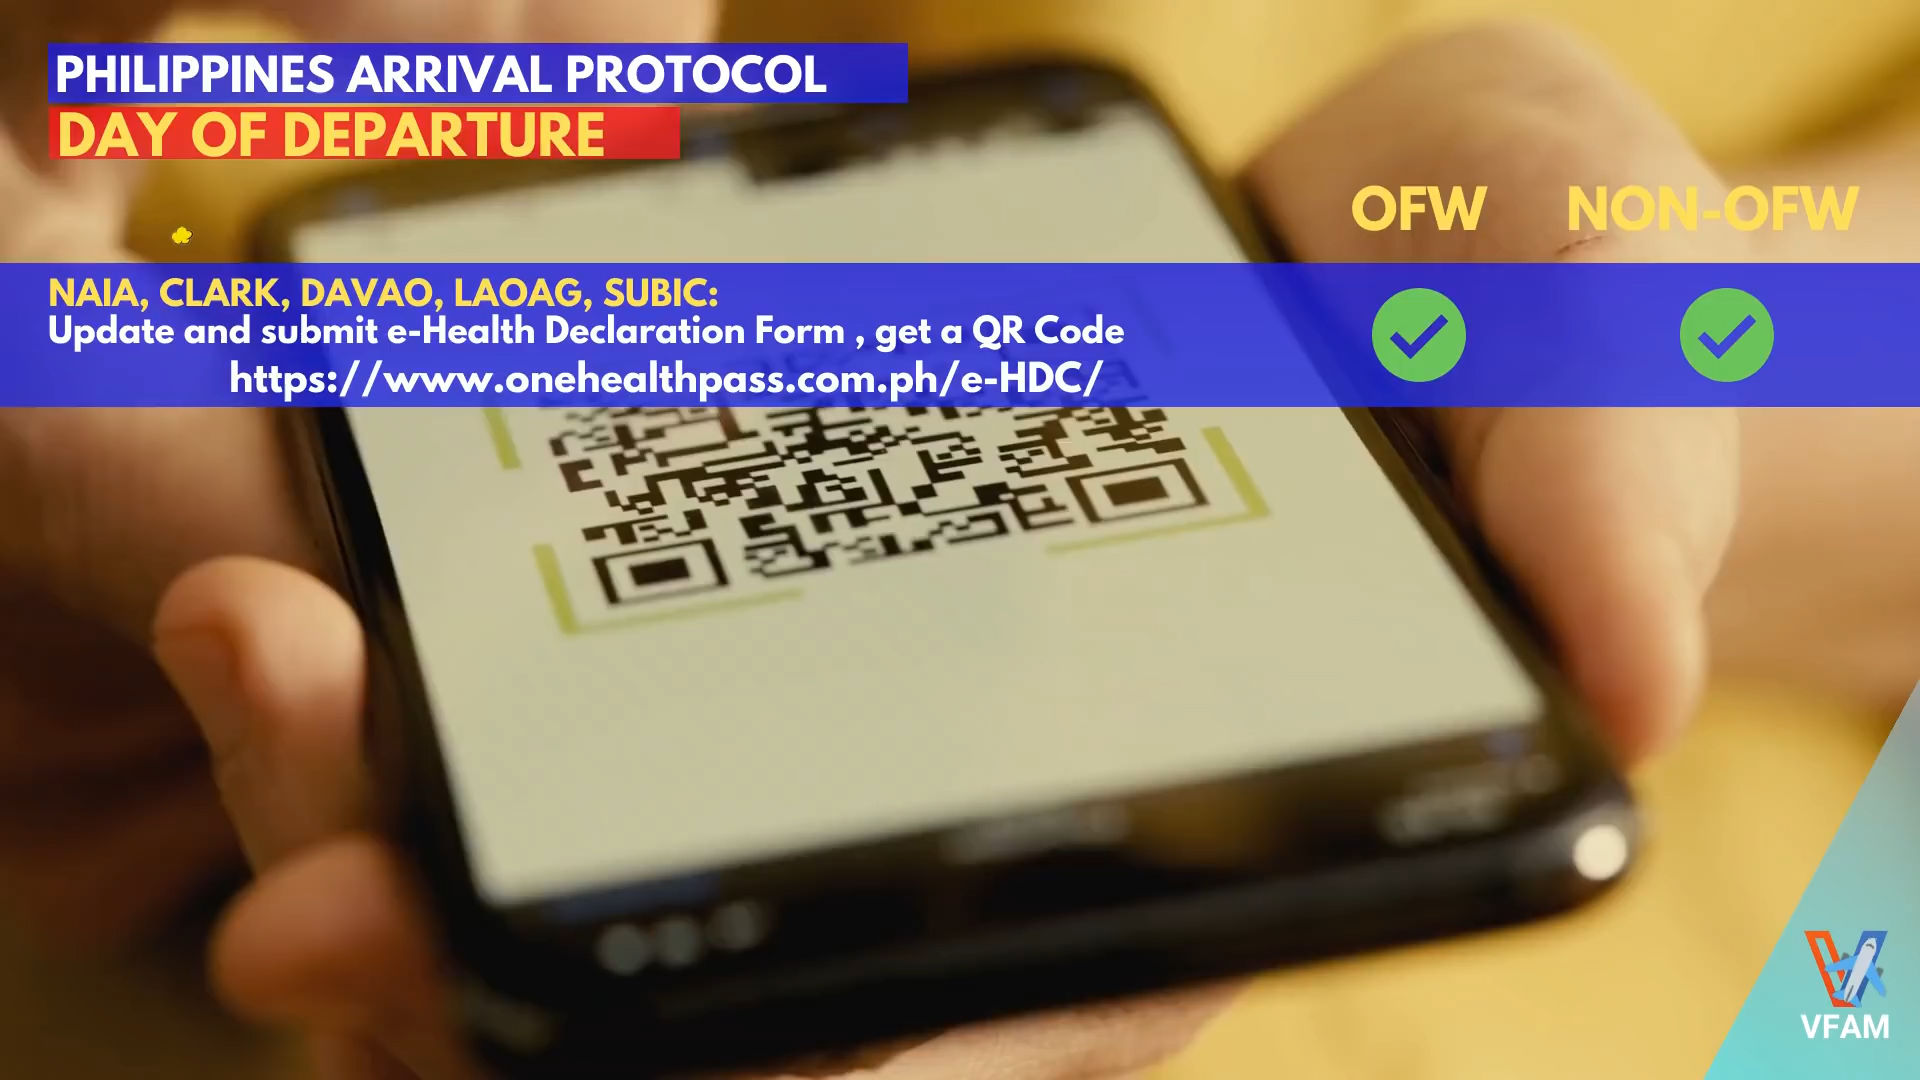 PHILIPPINES ARRIVAL PROTOCOL
DAY OF DEPARTURE
OFW NON-OFW
NAIA, CLARK, DAVAO, LAOAG, SUBIC:
Update and submit e-Health Declaration Form , get a QR Code
https://www.onehealthpass.com.ph/e-HDC/
VFAM